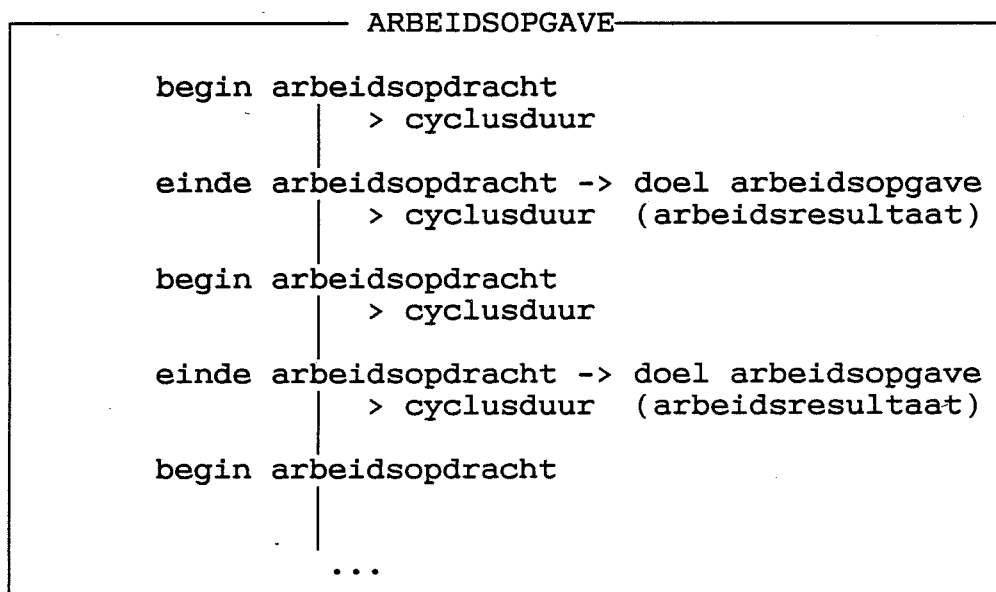 ARBEIDSOPGAVE
begin arbeidsopdracht
> cyclusduur
einde arbeidsopdracht -> doel arbeidsopgave
> cyclusduur (arbeidsresultaat)
begin arbeidsopdracht
> cyclusduur
einde arbeidsopdracht -> doel arbeidsopgave
> cyclusduur (arbeidsresultaat)
begin arbeidsopdracht
...